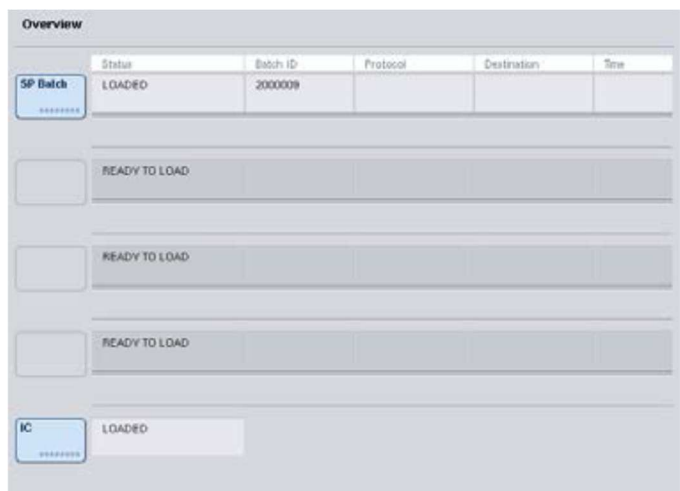 Overview
Status Batch ID Protocol Destination Time
SP Batch LOADED 2000009
READY TO LOAD
READY TO LOAD
READY TO LOAD
IC LOADED